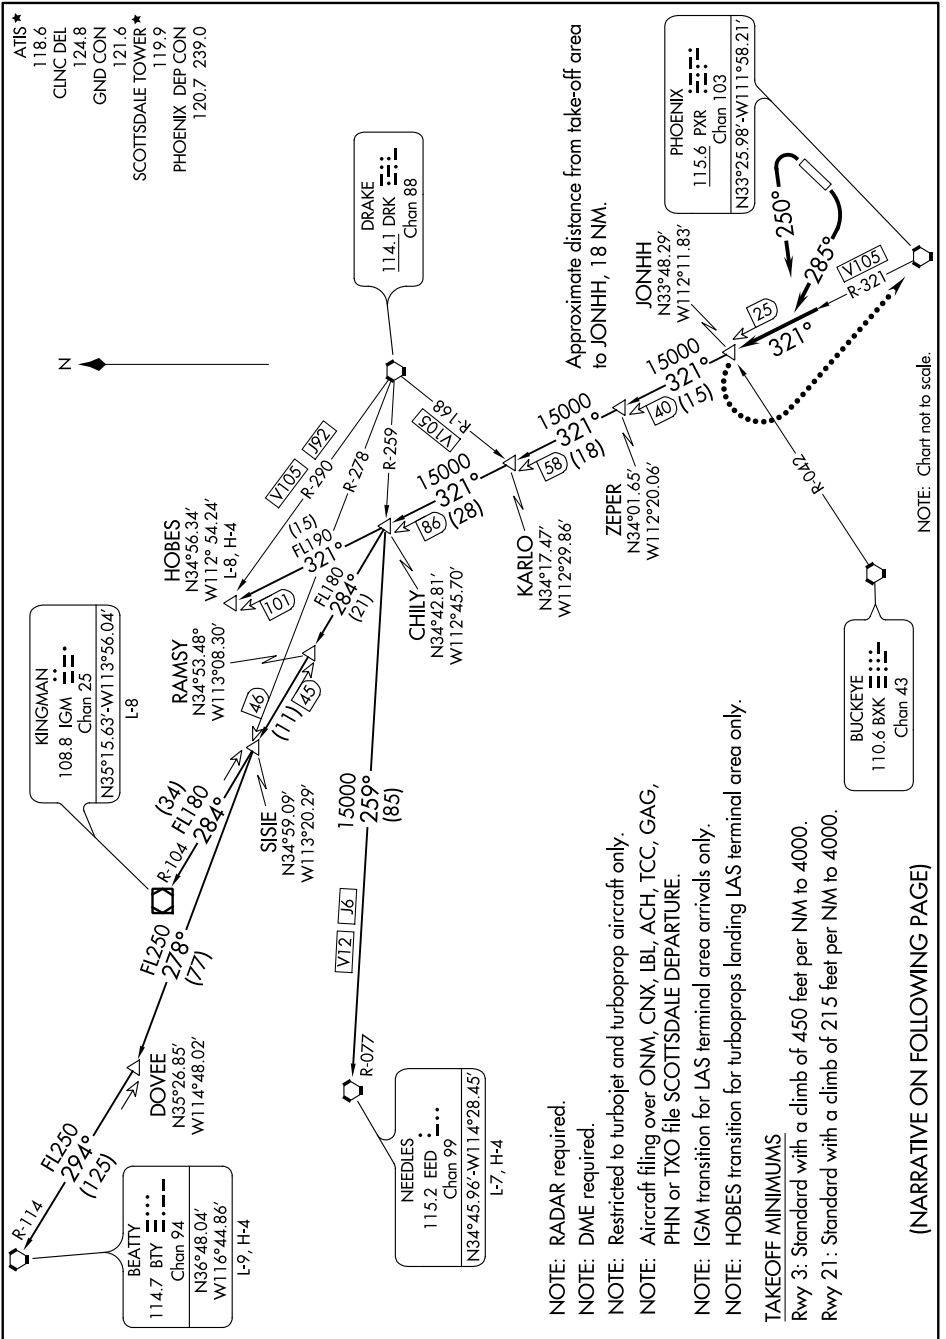 ATIS★
118.6
CLNC DEL
124.8
GND CON
121.6
SCOTTSDALE TOWER★
119.9
PHOENIX DEP CON
120.7 239.0
N
DRAKE
114.1 DRK
Chan 88
PHOENIX
115.6 PXR
Chan 103
N33°25.98'-W111°58.21'
Approximate distance from take-off area
to JONHH, 18 NM.
KINGMAN
108.8 IGM
Chan 25
N35°15.63'-W113°56.04'
L-8
HOBES
N34°56.34'
W112° 54.24'
L-8, H-4
V105
J92
R-290
R-278
R-259
R-168
V105
(15)
FL190
321°
101
RAMSY
N34°53.48°
W113°08.30'
FL180
284°
(21)
CHILY
N34°42.81'
W112°45.70'
15000
321°
(28)
86
KARLO
N34°17.47'
W112°29.86'
15000
321°
(18)
58
ZEPER
N34°01.65'
W112°20.06'
15000
321°
(15)
40
JONHH
N33°48.29'
W112°11.83'
25
321°
250°
285°
V105
R-321
R-042
BUCKEYE
110.6 BXK
Chan 43
46
45
(11)
SISIE
N34°59.09'
W113°20.29'
(34)
FL180
284°
R-104
FL250
278°
(77)
DOVEE
N35°26.85'
W114°48.02'
FL250
294°
(125)
R-114
BEATTY
114.7 BTY
Chan 94
N36°48.04'
W116°44.86'
L-9, H-4
15000
259°
(85)
V12
J6
R-077
NEEDLES
115.2 EED
Chan 99
N34°45.96'-W114°28.45'
L-7, H-4
NOTE: RADAR required.
NOTE: DME required.
NOTE: Restricted to turbojet and turboprop aircraft only.
NOTE: Aircraft filing over ONM, CNX, LBL, ACH, TCC, GAG,
PHN or TXO file SCOTTSDALE DEPARTURE.
NOTE: IGM transition for LAS terminal area arrivals only.
NOTE: HOBES transition for turboprops landing LAS terminal area only.
TAKEOFF MINIMUMS
Rwy 3: Standard with a climb of 450 feet per NM to 4000.
Rwy 21: Standard with a climb of 215 feet per NM to 4000.
NOTE: Chart not to scale.
(NARRATIVE ON FOLLOWING PAGE)